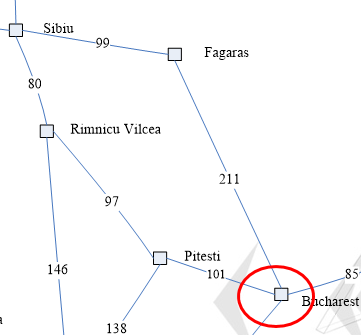 Sibiu
99
Fagaras
80
Rimnicu Vilcea
211
97
Pitesti
146
101
85
Bucharest
a
138